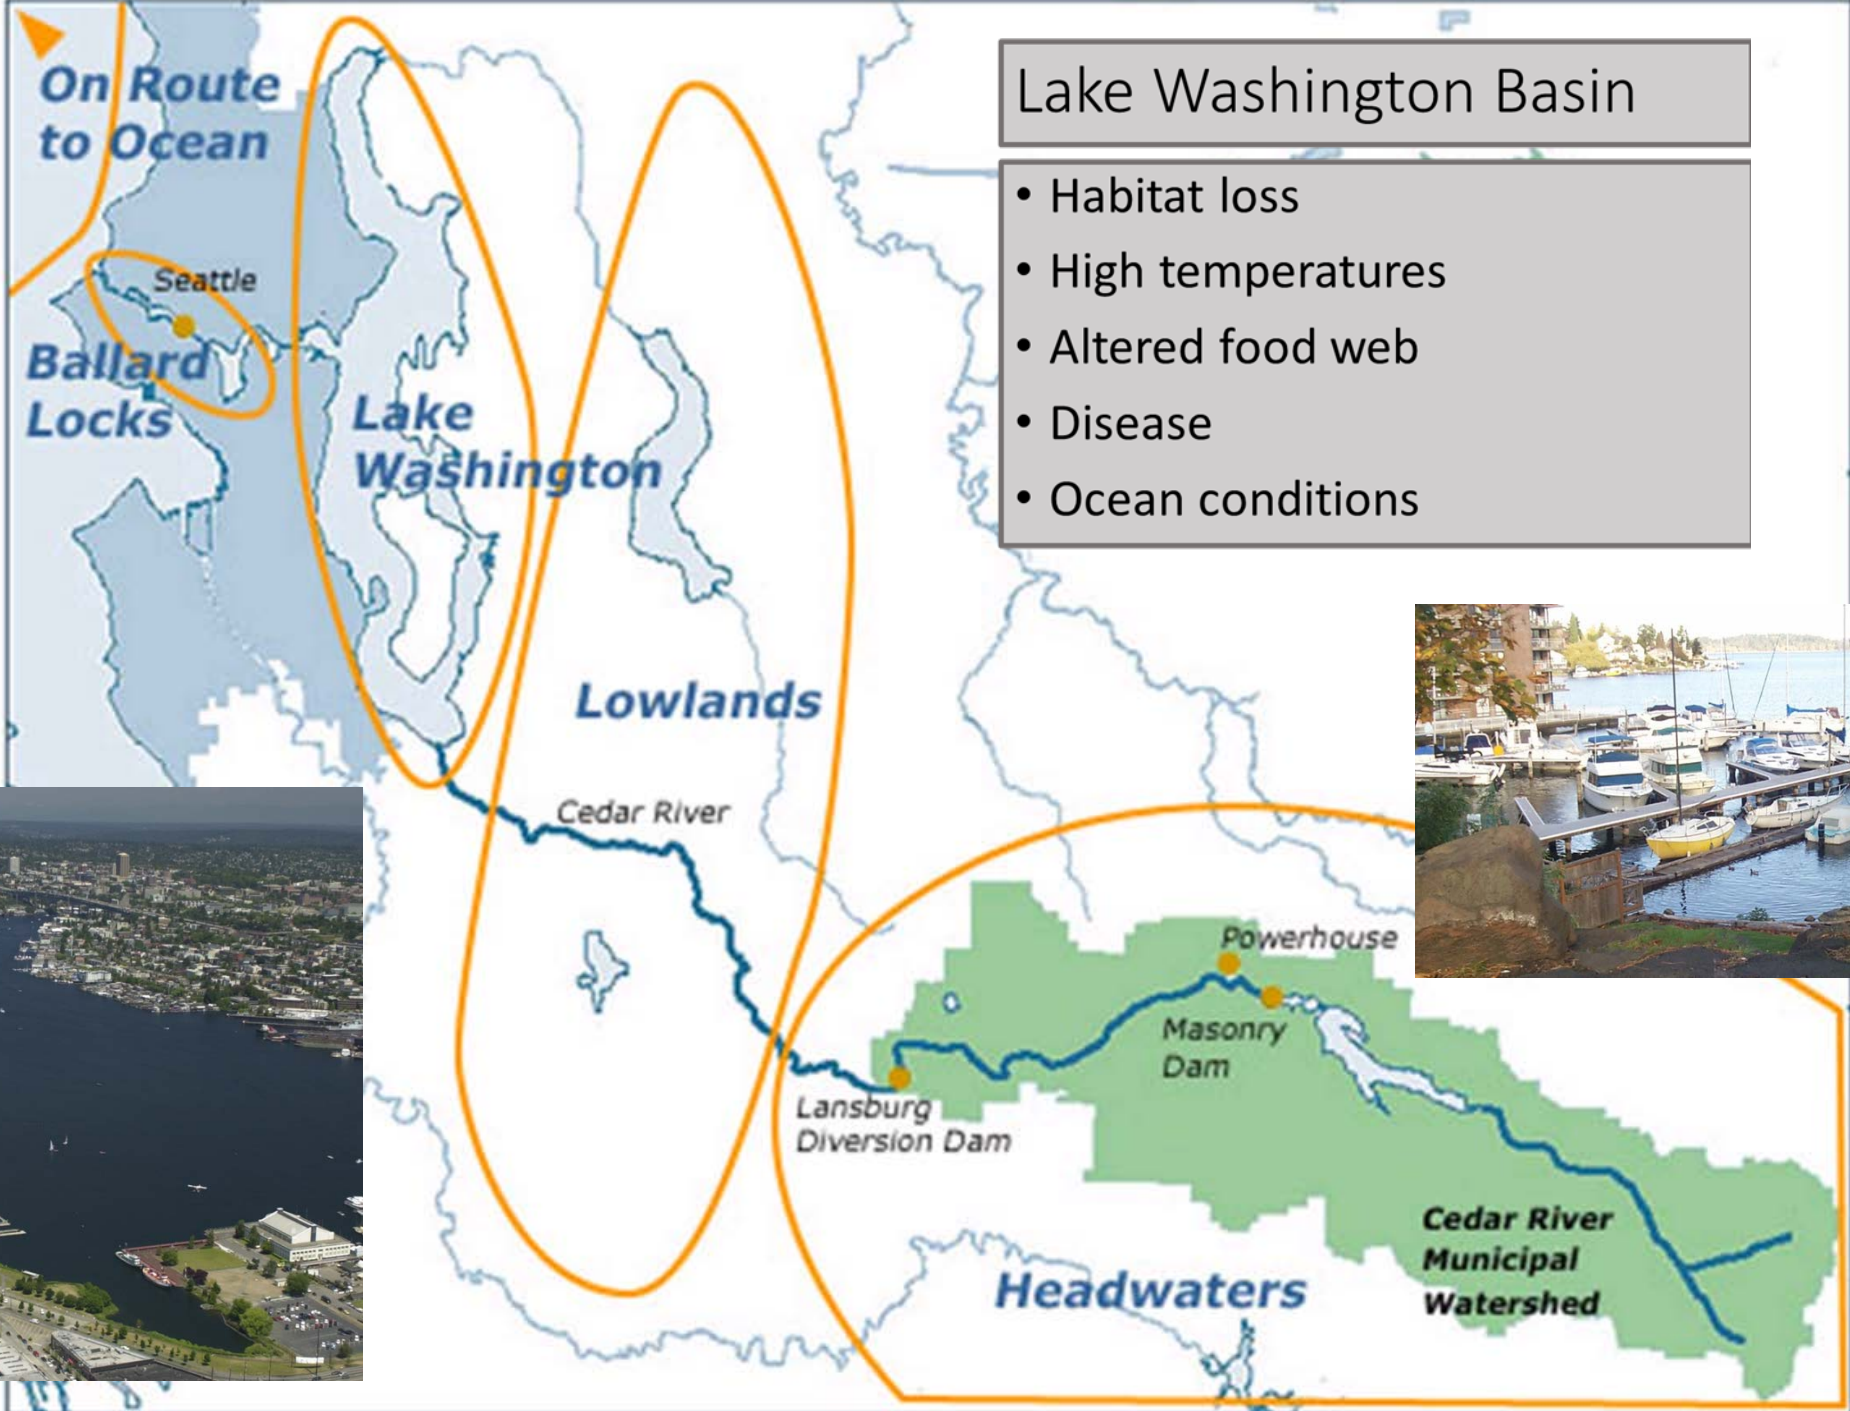 On Route
to Ocean
Lake Washington Basin
• Habitat loss
• High temperatures
• Altered food web
• Disease
• Ocean conditions
Seattle
Ballard
Locks
Lake
Washington
Lowlands
Cedar River
Powerhouse
Masonry
Dam
Lansburg
Diversion Dam
Cedar River
Municipal
Watershed
Headwaters